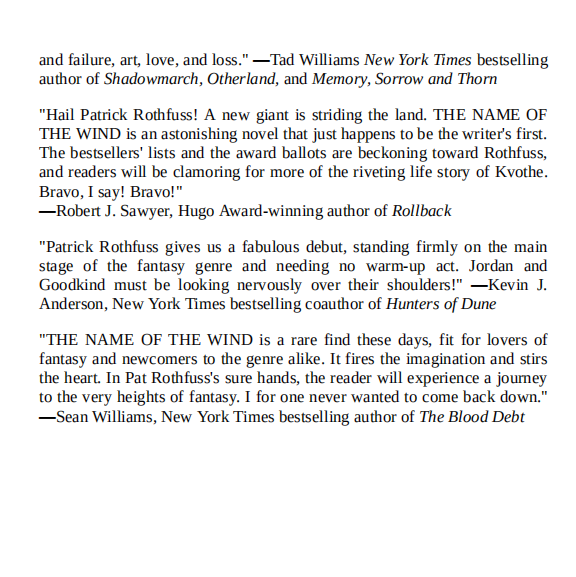 and failure, art, love, and loss." —Tad Williams New York Times bestselling
author of Shadowmarch, Otherland, and Memory, Sorrow and Thorn
"Hail Patrick Rothfuss! A new giant is striding the land. THE NAME OF
THE WIND is an astonishing novel that just happens to be the writer's first.
The bestsellers' lists and the award ballots are beckoning toward Rothfuss,
and readers will be clamoring for more of the riveting life story of Kvothe.
Bravo, I say! Bravo!"
—Robert J. Sawyer, Hugo Award-winning author of Rollback
"Patrick Rothfuss gives us a fabulous debut, standing firmly on the main
stage of the fantasy genre and needing no warm-up act. Jordan and
Goodkind must be looking nervously over their shoulders!" —Kevin J.
Anderson, New York Times bestselling coauthor of Hunters of Dune
"THE NAME OF THE WIND is a rare find these days, fit for lovers of
fantasy and newcomers to the genre alike. It fires the imagination and stirs
the heart. In Pat Rothfuss's sure hands, the reader will experience a journey
to the very heights of fantasy. I for one never wanted to come back down."
—Sean Williams, New York Times bestselling author of The Blood Debt